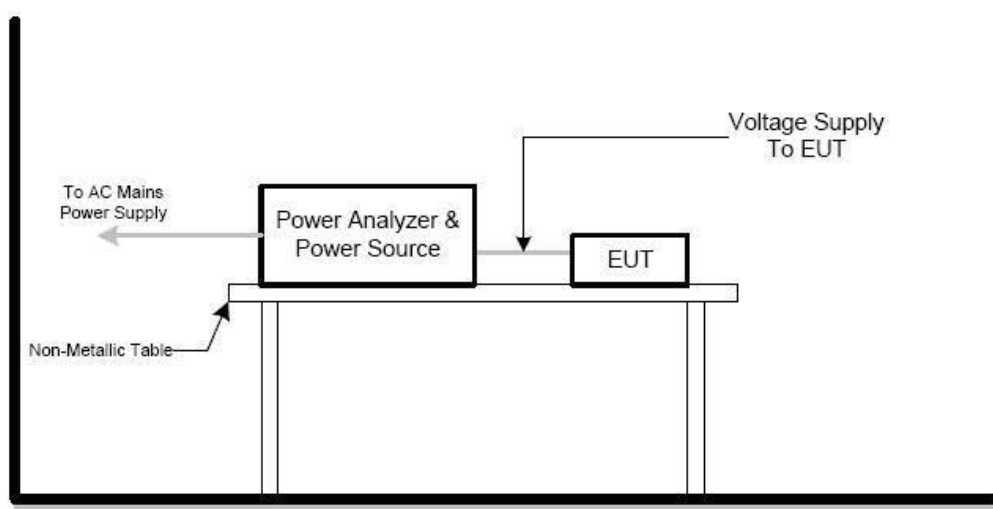 Voltage Supply
To EUT
To AC Mains
Power Supply
Power Analyzer &
Power Source
EUT
Non-Metallic Table